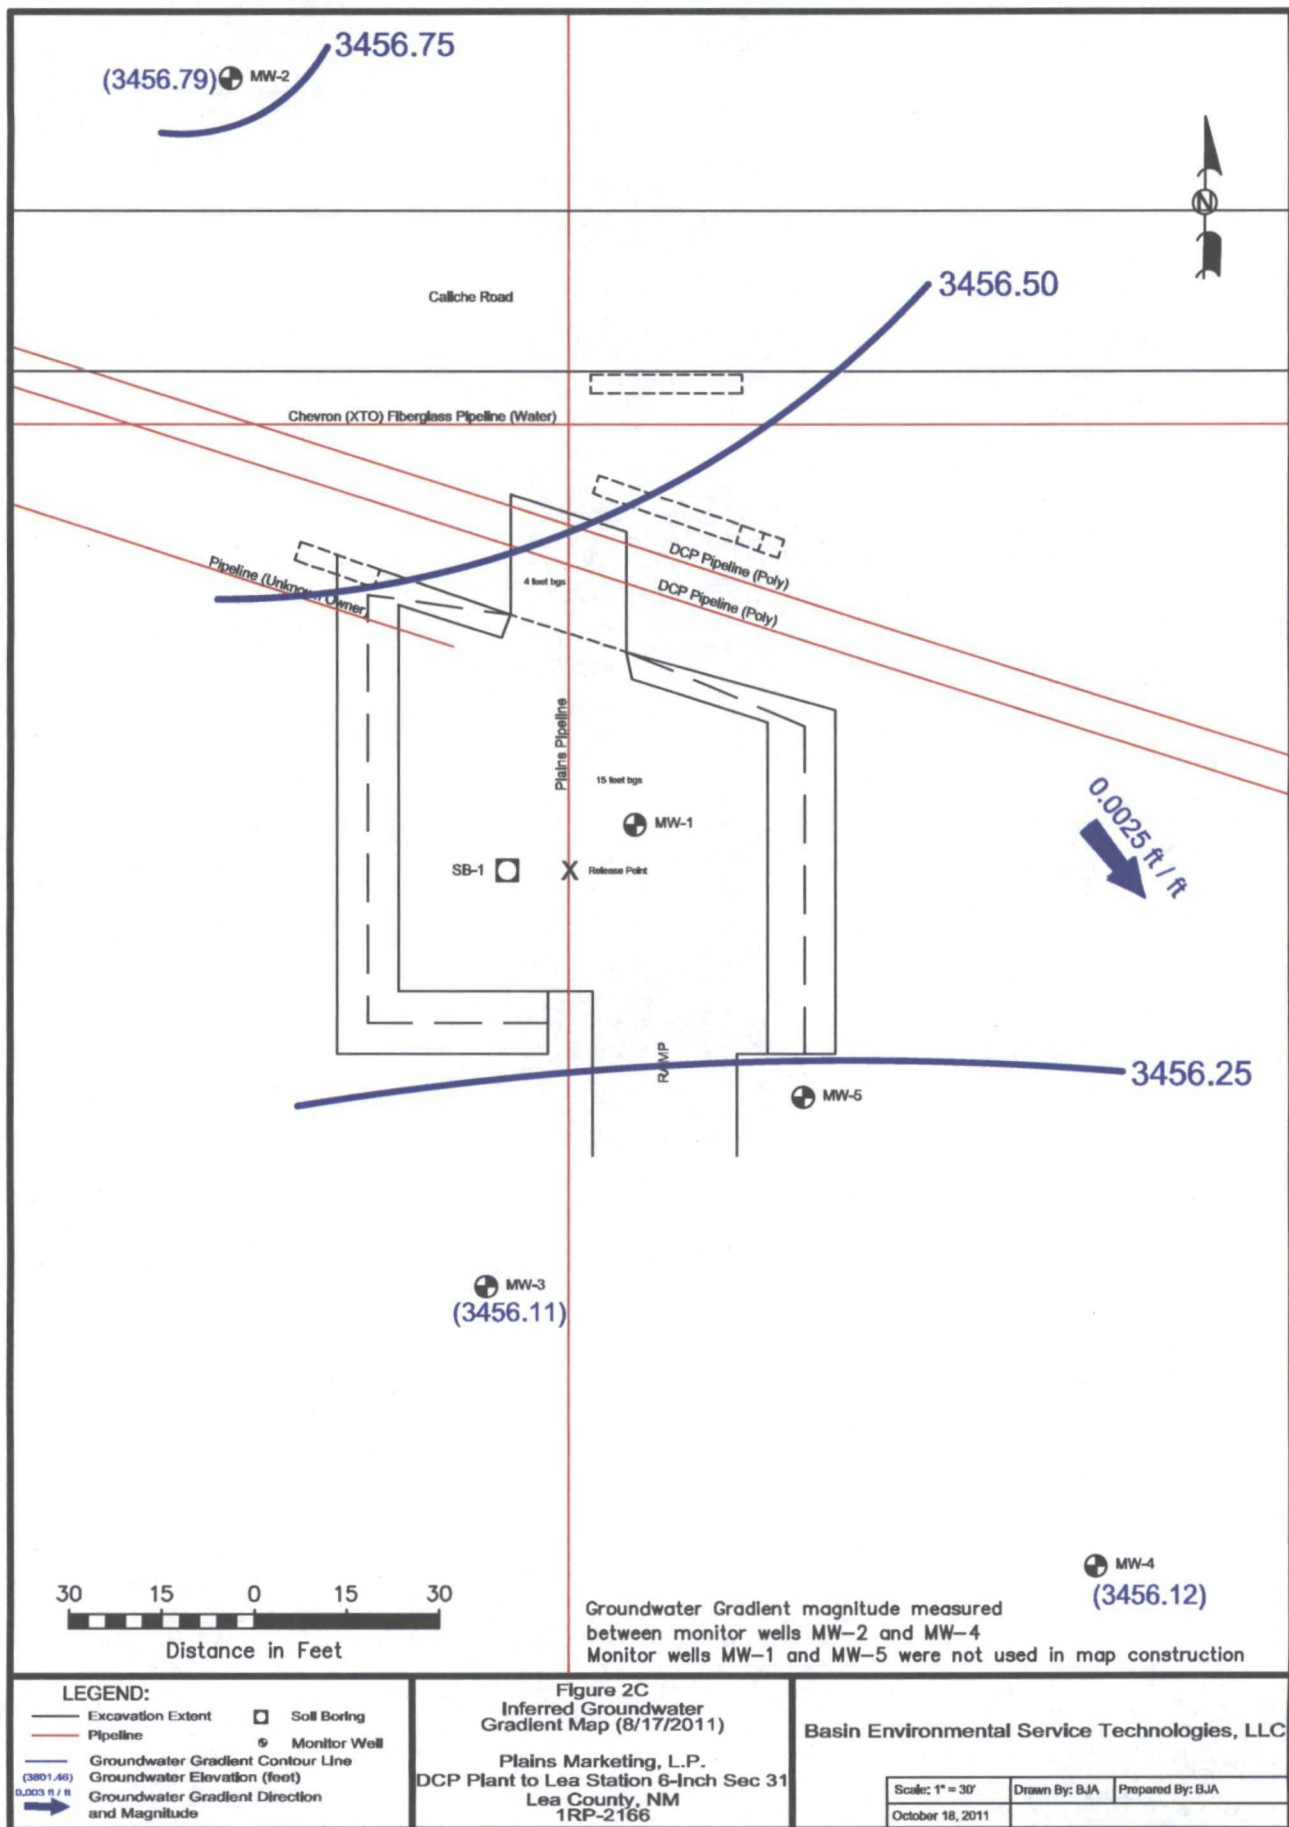 3456.75
(3456.79) MW-2
N
3456.50
Caliche Road
Chevron (XTO) Fiberglass Pipeline (Water)
DCP Pipeline (Poly)
DCP Pipeline (Poly)
Pipeline (Unknown Owner)
4 feet bgs
Plains Pipeline
15 feet bgs
MW-1
SB-1
X Release Point
0.0025 ft / ft
3456.25
RAMP
MW-5
MW-3
(3456.11)
MW-4
(3456.12)
30 15 0 15 30
Distance in Feet
Groundwater Gradient magnitude measured
between monitor wells MW-2 and MW-4
Monitor wells MW-1 and MW-5 were not used in map construction
LEGEND:
Excavation Extent
Soil Boring
Pipeline
Monitor Well
Groundwater Gradient Contour Line
(3801.46) Groundwater Elevation (feet)
0.003 ft / ft Groundwater Gradient Direction
and Magnitude
Figure 2C
Inferred Groundwater
Gradient Map (8/17/2011)
Plains Marketing, L.P.
DCP Plant to Lea Station 6-Inch Sec 31
Lea County, NM
1RP-2166
Basin Environmental Service Technologies, LLC
Scale: 1" = 30'
Drawn By: BJA
Prepared By: BJA
October 18, 2011